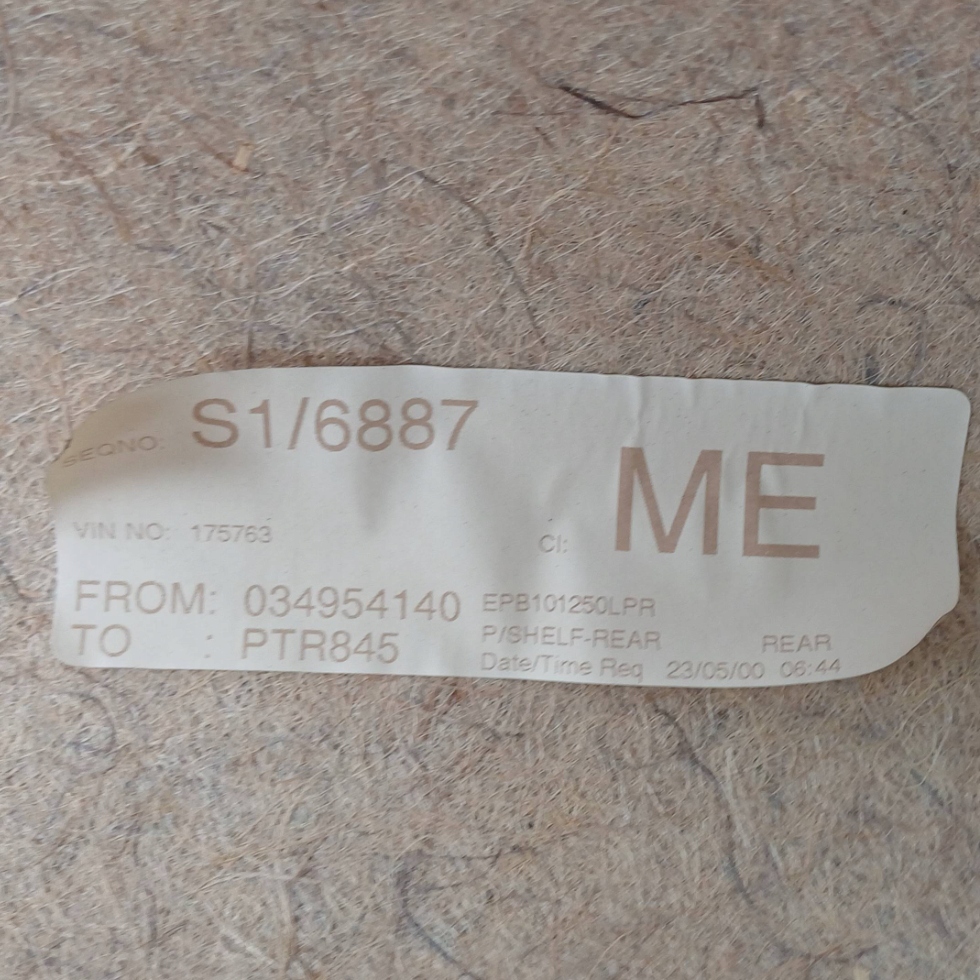 SEQNO: S1/6887
VIN NO: 175763
CI: ME
FROM: 034954140
TO : PTR845
EPB101250LPR
P/SHELF-REAR REAR
Date/Time Req 23/05/00 06:44